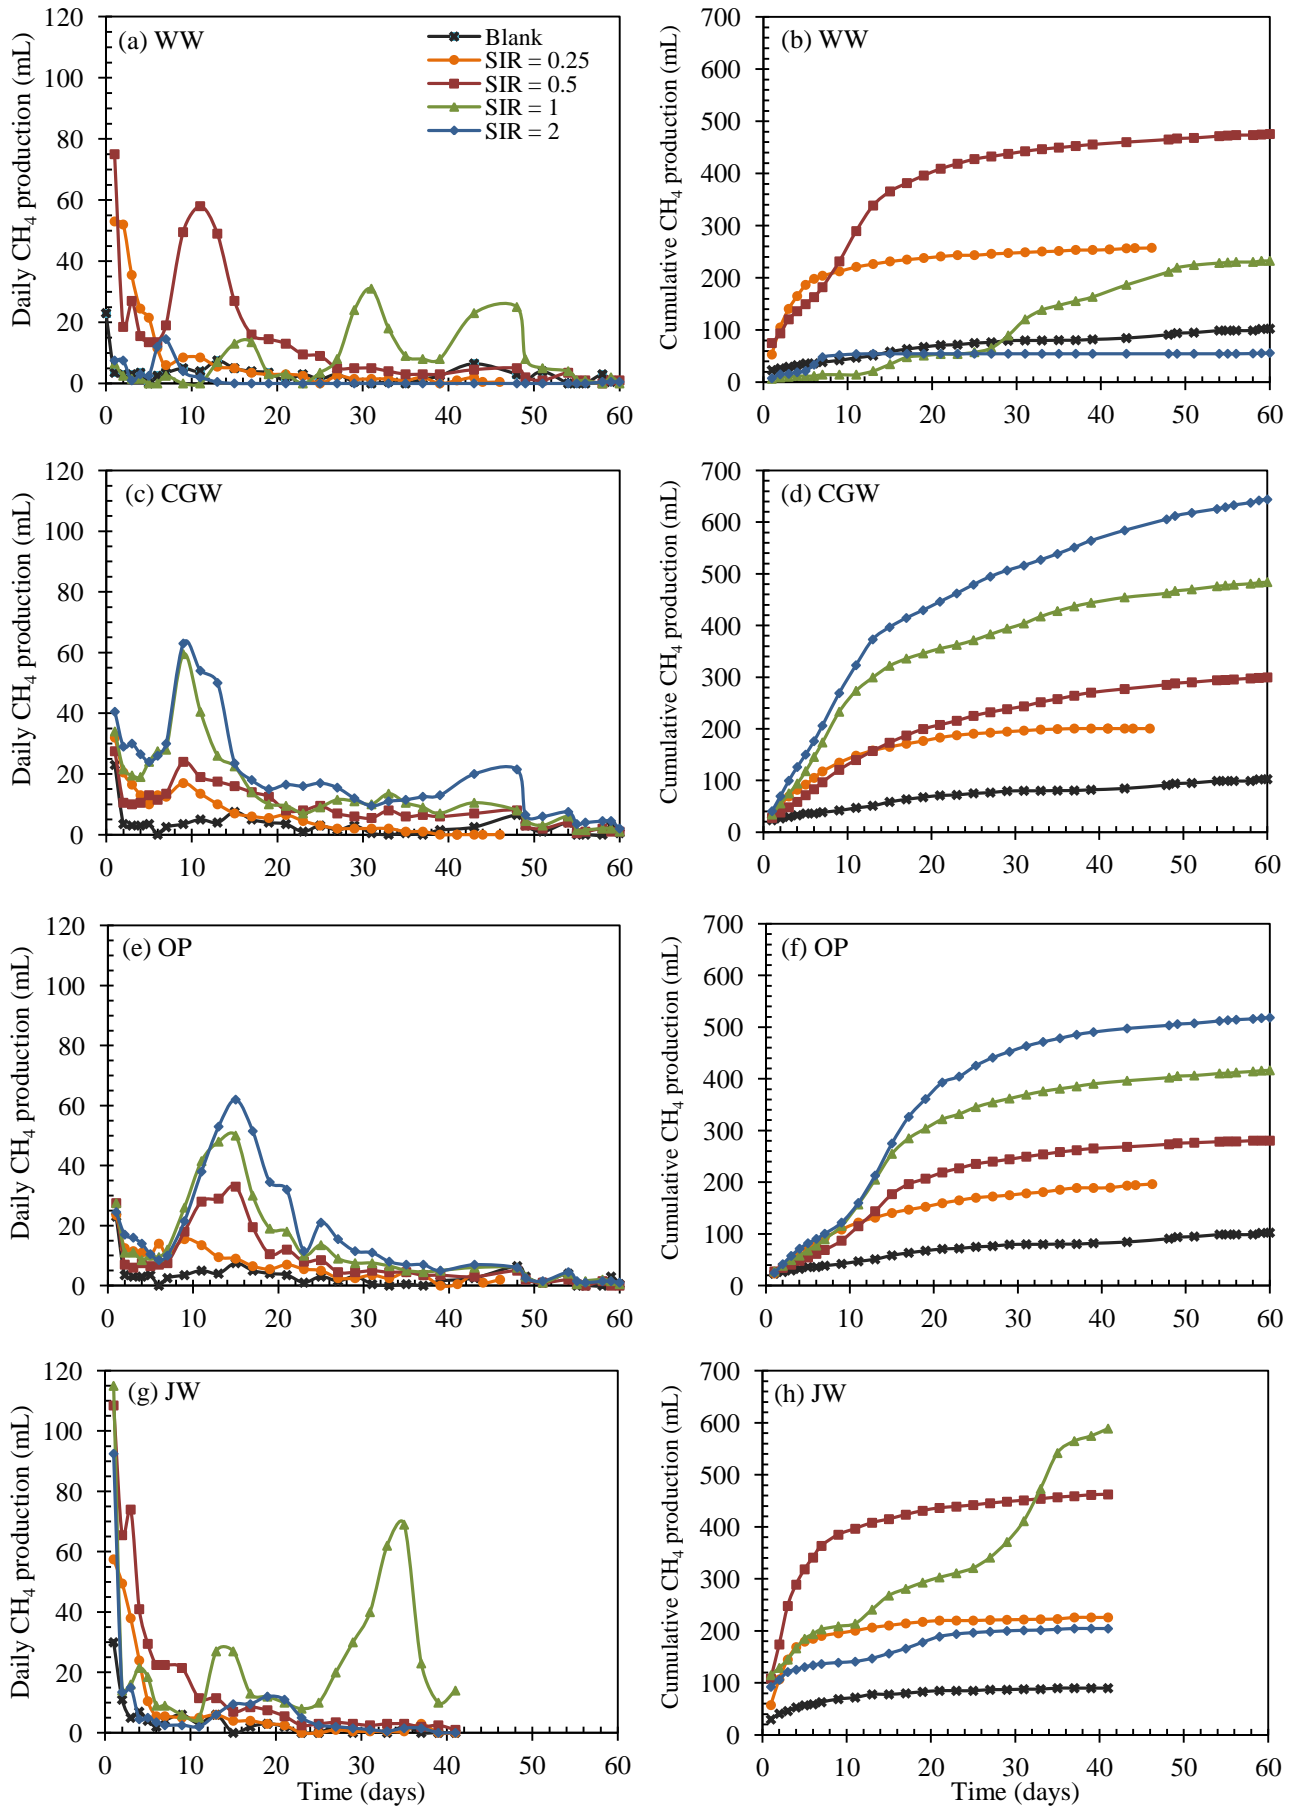 (a) WW
Blank
SIR = 0.25
SIR = 0.5
SIR = 1
SIR = 2
Daily CH₄ production (mL)
120
100
80
60
40
20
0
0 10 20 30 40 50 60
(b) WW
Cumulative CH₄ production (mL)
700
600
500
400
300
200
100
0
0 10 20 30 40 50 60
(c) CGW
Daily CH₄ production (mL)
120
100
80
60
40
20
0
0 10 20 30 40 50 60
(d) CGW
Cumulative CH₄ production (mL)
700
600
500
400
300
200
100
0
0 10 20 30 40 50 60
(e) OP
Daily CH₄ production (mL)
120
100
80
60
40
20
0
0 10 20 30 40 50 60
(f) OP
Cumulative CH₄ production (mL)
700
600
500
400
300
200
100
0
0 10 20 30 40 50 60
(g) JW
Daily CH₄ production (mL)
120
100
80
60
40
20
0
0 10 20 30 40 50 60
Time (days)
(h) JW
Cumulative CH₄ production (mL)
700
600
500
400
300
200
100
0
0 10 20 30 40 50 60
Time (days)